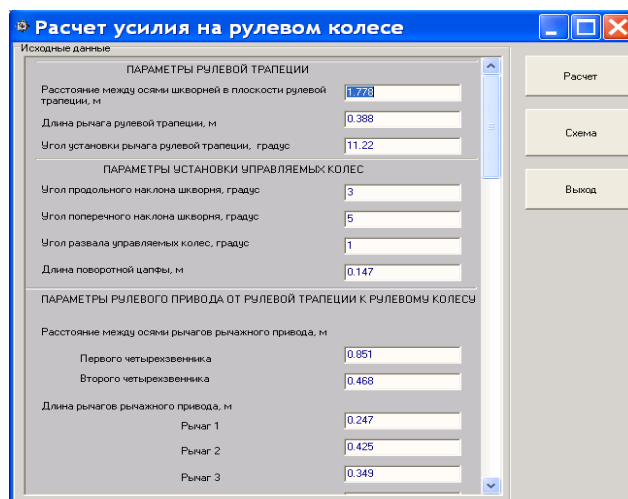 Расчет усилия на рулевом колесе
Исходные данные
ПАРАМЕТРЫ РУЛЕВОЙ ТРАПЕЦИИ
Расстояние между осями шкворней в плоскости рулевой
трапеции, м
1.778
Длина рычага рулевой трапеции, м
0.388
Угол установки рычага рулевой трапеции, градус
11.22
ПАРАМЕТРЫ УСТАНОВКИ УПРАВЛЯЕМЫХ КОЛЕС
Угол продольного наклона шкворня, градус
3
Угол поперечного наклона шкворня, градус
5
Угол развала управляемых колес, градус
1
Длина поворотной цапфы, м
0.147
ПАРАМЕТРЫ РУЛЕВОГО ПРИВОДА ОТ РУЛЕВОЙ ТРАПЕЦИИ К РУЛЕВОМУ КОЛЕСУ
Расстояние между осями рычагов рычажного привода, м
Первого четырехзвенника
0.851
Второго четырехзвенника
0.468
Длина рычагов рычажного привода, м
Рычаг 1
0.247
Рычаг 2
0.425
Рычаг 3
0.349
Расчет
Схема
Выход